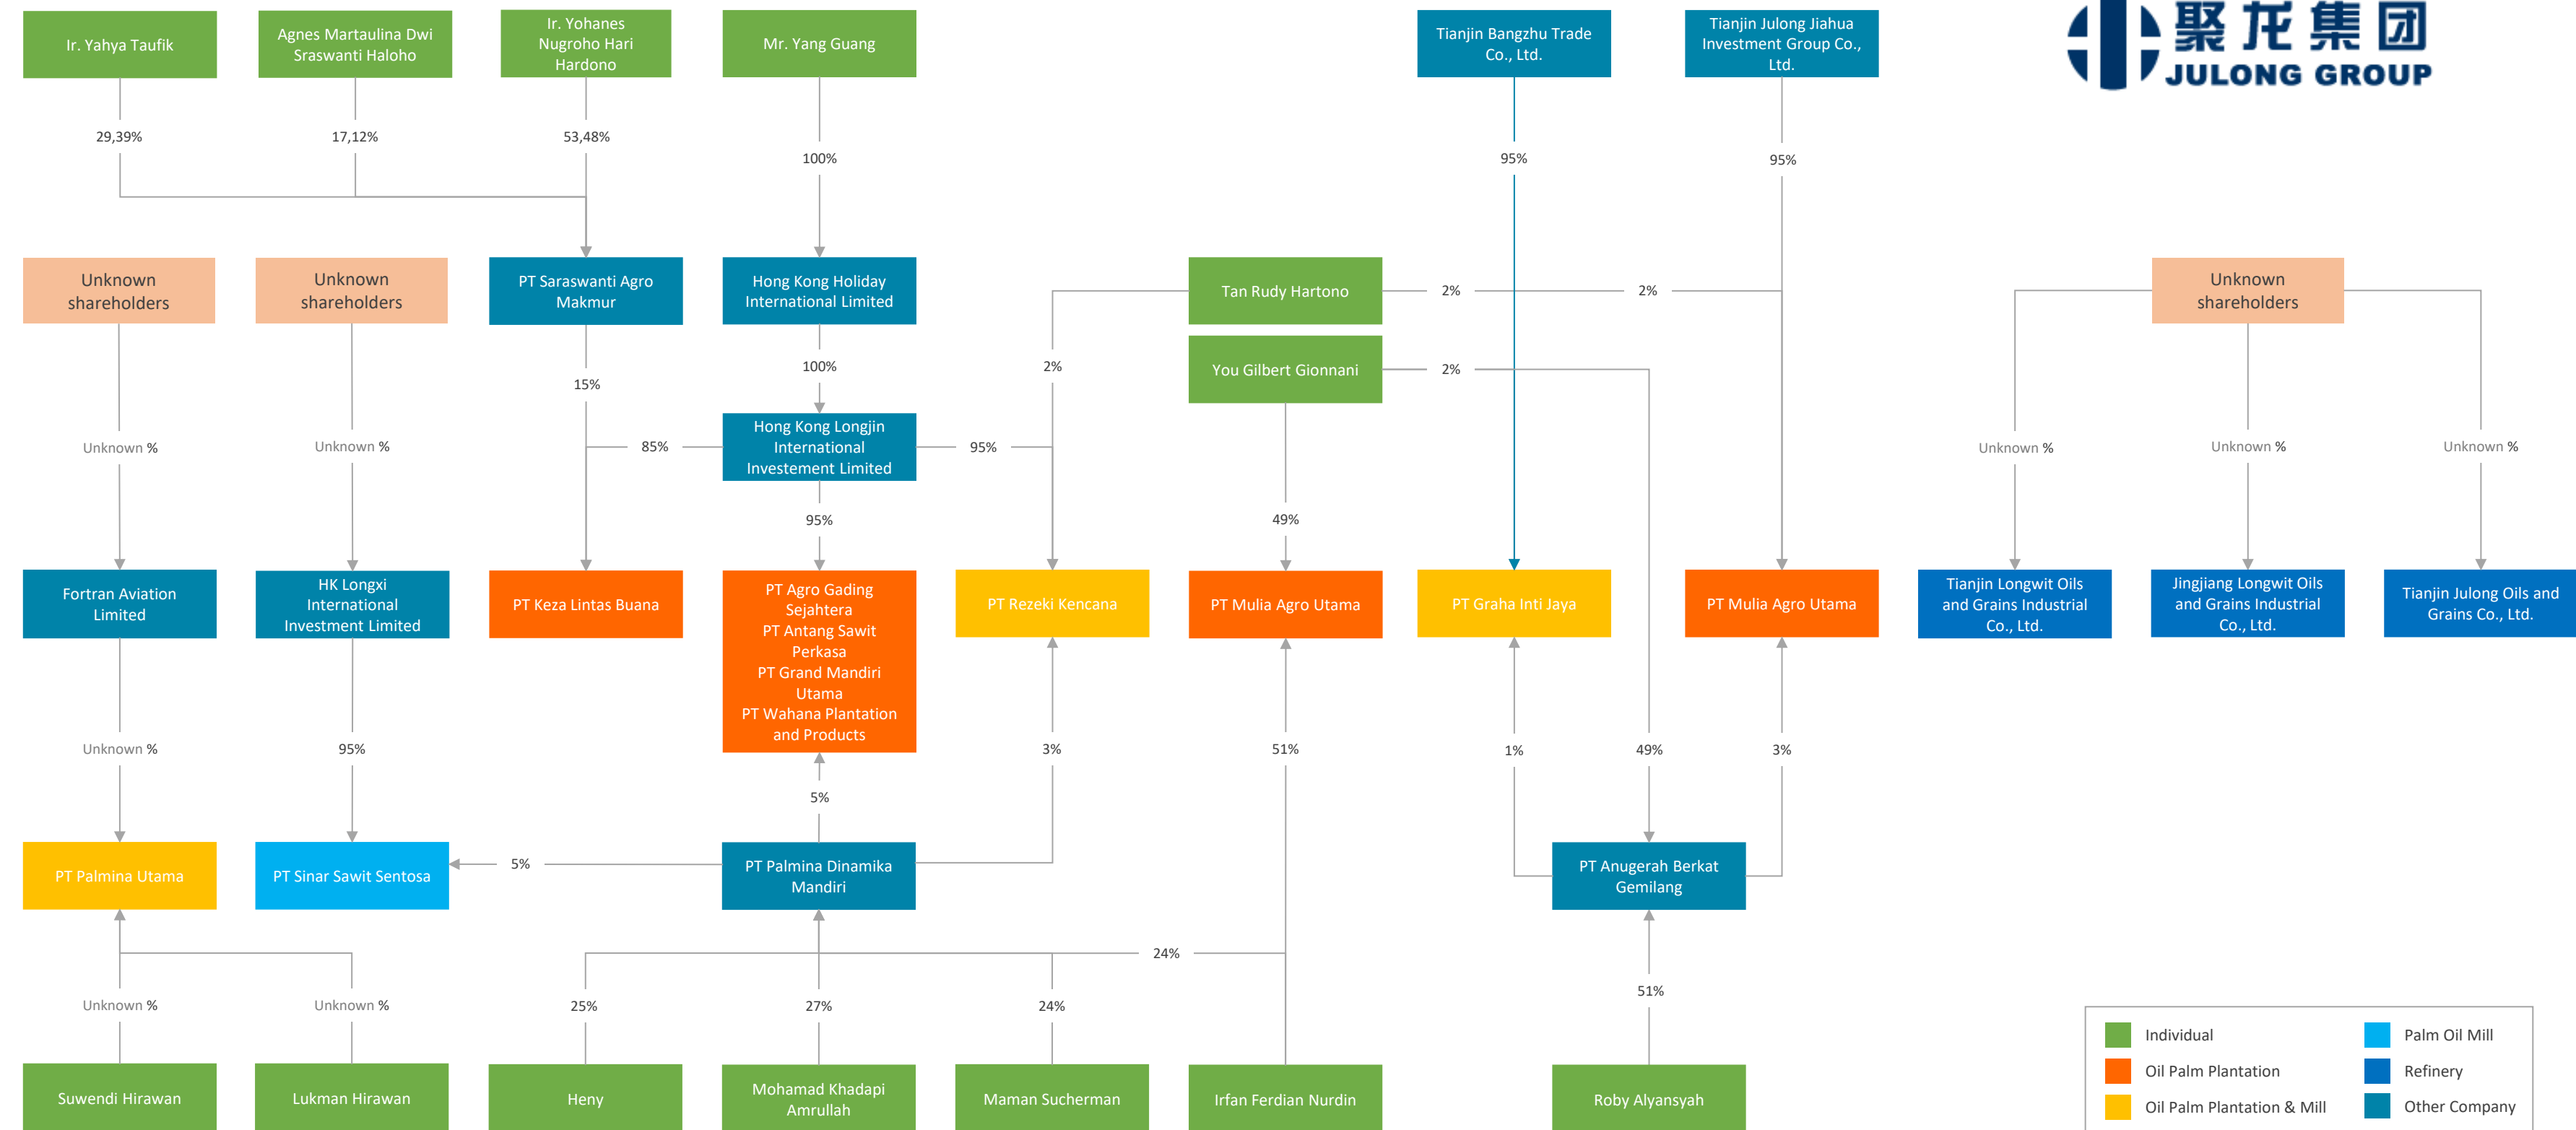 聚龙集团
JULONG GROUP
Ir. Yahya Taufik
Agnes Martaulina Dwi
Sraswanti Haloho
Ir. Yohanes
Nugroho Hari
Hardono
Mr. Yang Guang
Tianjin Bangzhu Trade
Co., Ltd.
Tianjin Julong Jiahua
Investment Group Co.,
Ltd.
29,39%
17,12%
53,48%
100%
95%
95%
Unknown
shareholders
Unknown
shareholders
PT Saraswanti Agro
Makmur
Hong Kong Holiday
International Limited
Tan Rudy Hartono
2%
2%
Unknown
shareholders
You Gilbert Gionnani
2%
15%
100%
2%
Unknown %
Unknown %
85%
Hong Kong Longjin
International
Investement Limited
95%
Unknown %
Unknown %
Unknown %
95%
49%
Fortran Aviation
Limited
HK Longxi
International
Investment Limited
PT Keza Lintas Buana
PT Agro Gading
Sejahtera
PT Antang Sawit
Perkasa
PT Grand Mandiri
Utama
PT Wahana Plantation
and Products
PT Rezeki Kencana
PT Mulia Agro Utama
PT Graha Inti Jaya
PT Mulia Agro Utama
Tianjin Longwit Oils
and Grains Industrial
Co., Ltd.
Jingjiang Longwit Oils
and Grains Industrial
Co., Ltd.
Tianjin Julong Oils and
Grains Co., Ltd.
Unknown %
95%
3%
51%
1%
49%
3%
5%
PT Palmina Utama
PT Sinar Sawit Sentosa
5%
PT Palmina Dinamika
Mandiri
PT Anugerah Berkat
Gemilang
24%
Unknown %
Unknown %
25%
27%
24%
51%
Suwendi Hirawan
Lukman Hirawan
Heny
Mohamad Khadapi
Amrullah
Maman Sucherman
Irfan Ferdian Nurdin
Roby Alyansyah
Individual
Palm Oil Mill
Oil Palm Plantation
Refinery
Oil Palm Plantation & Mill
Other Company